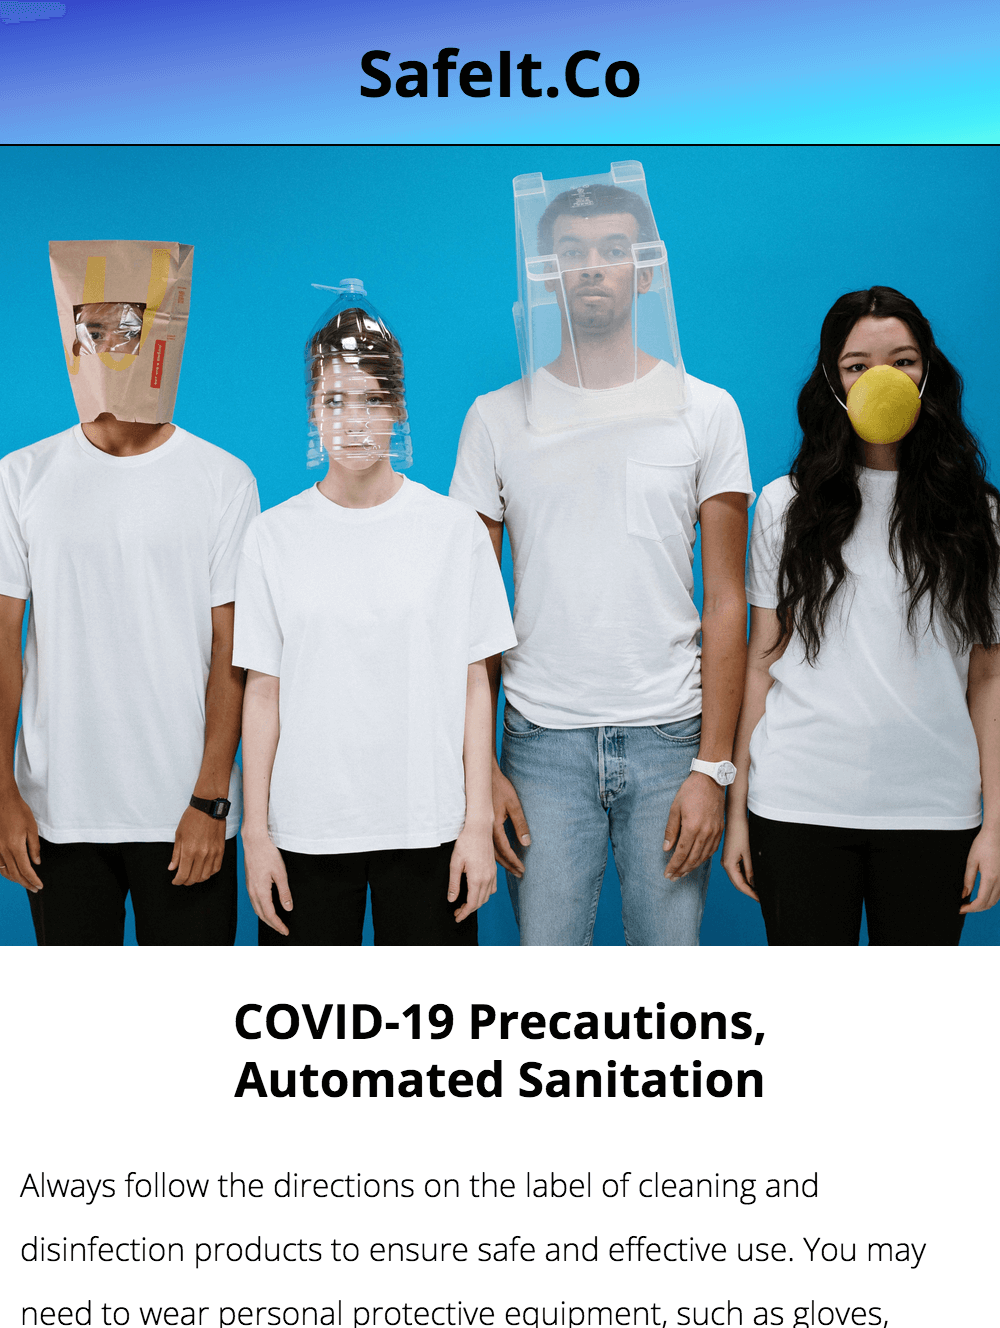 SafeIt.Co
COVID-19 Precautions,
Automated Sanitation
Always follow the directions on the label of cleaning and
disinfection products to ensure safe and effective use. You may
need to wear personal protective equipment, such as gloves,